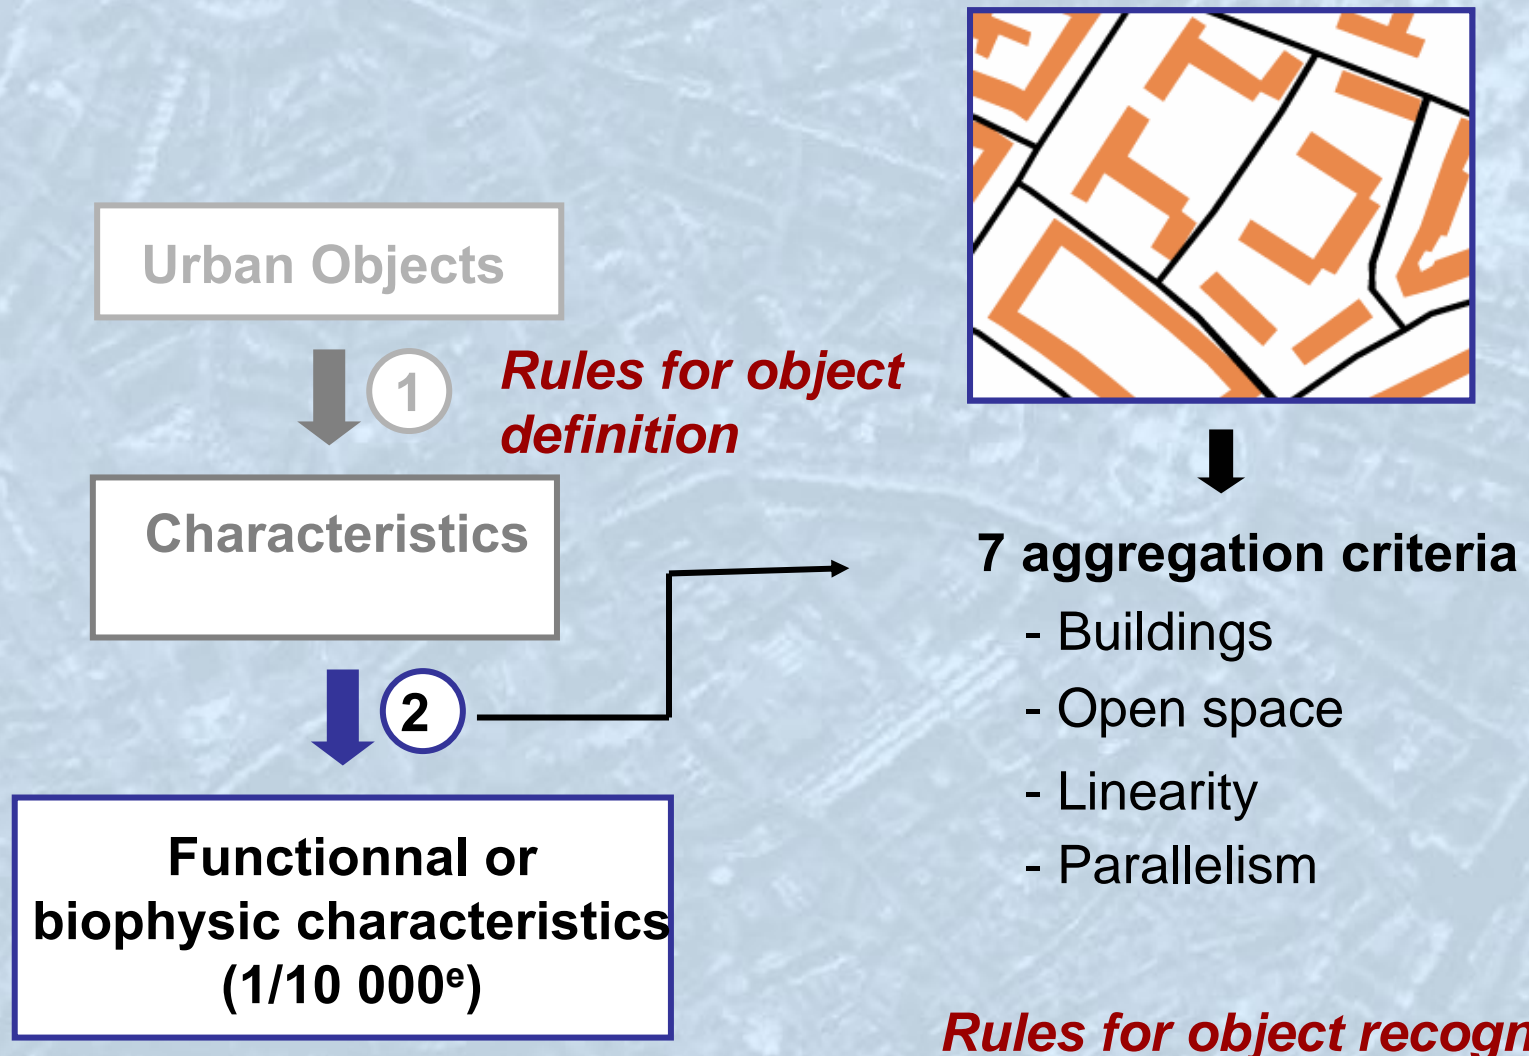 Urban Objects
1
Rules for object
definition
Characteristics
2
Functionnal or
biophysic characteristics
(1/10 000ᵉ)
7 aggregation criteria
- Buildings
- Open space
- Linearity
- Parallelism
Rules for object recogn